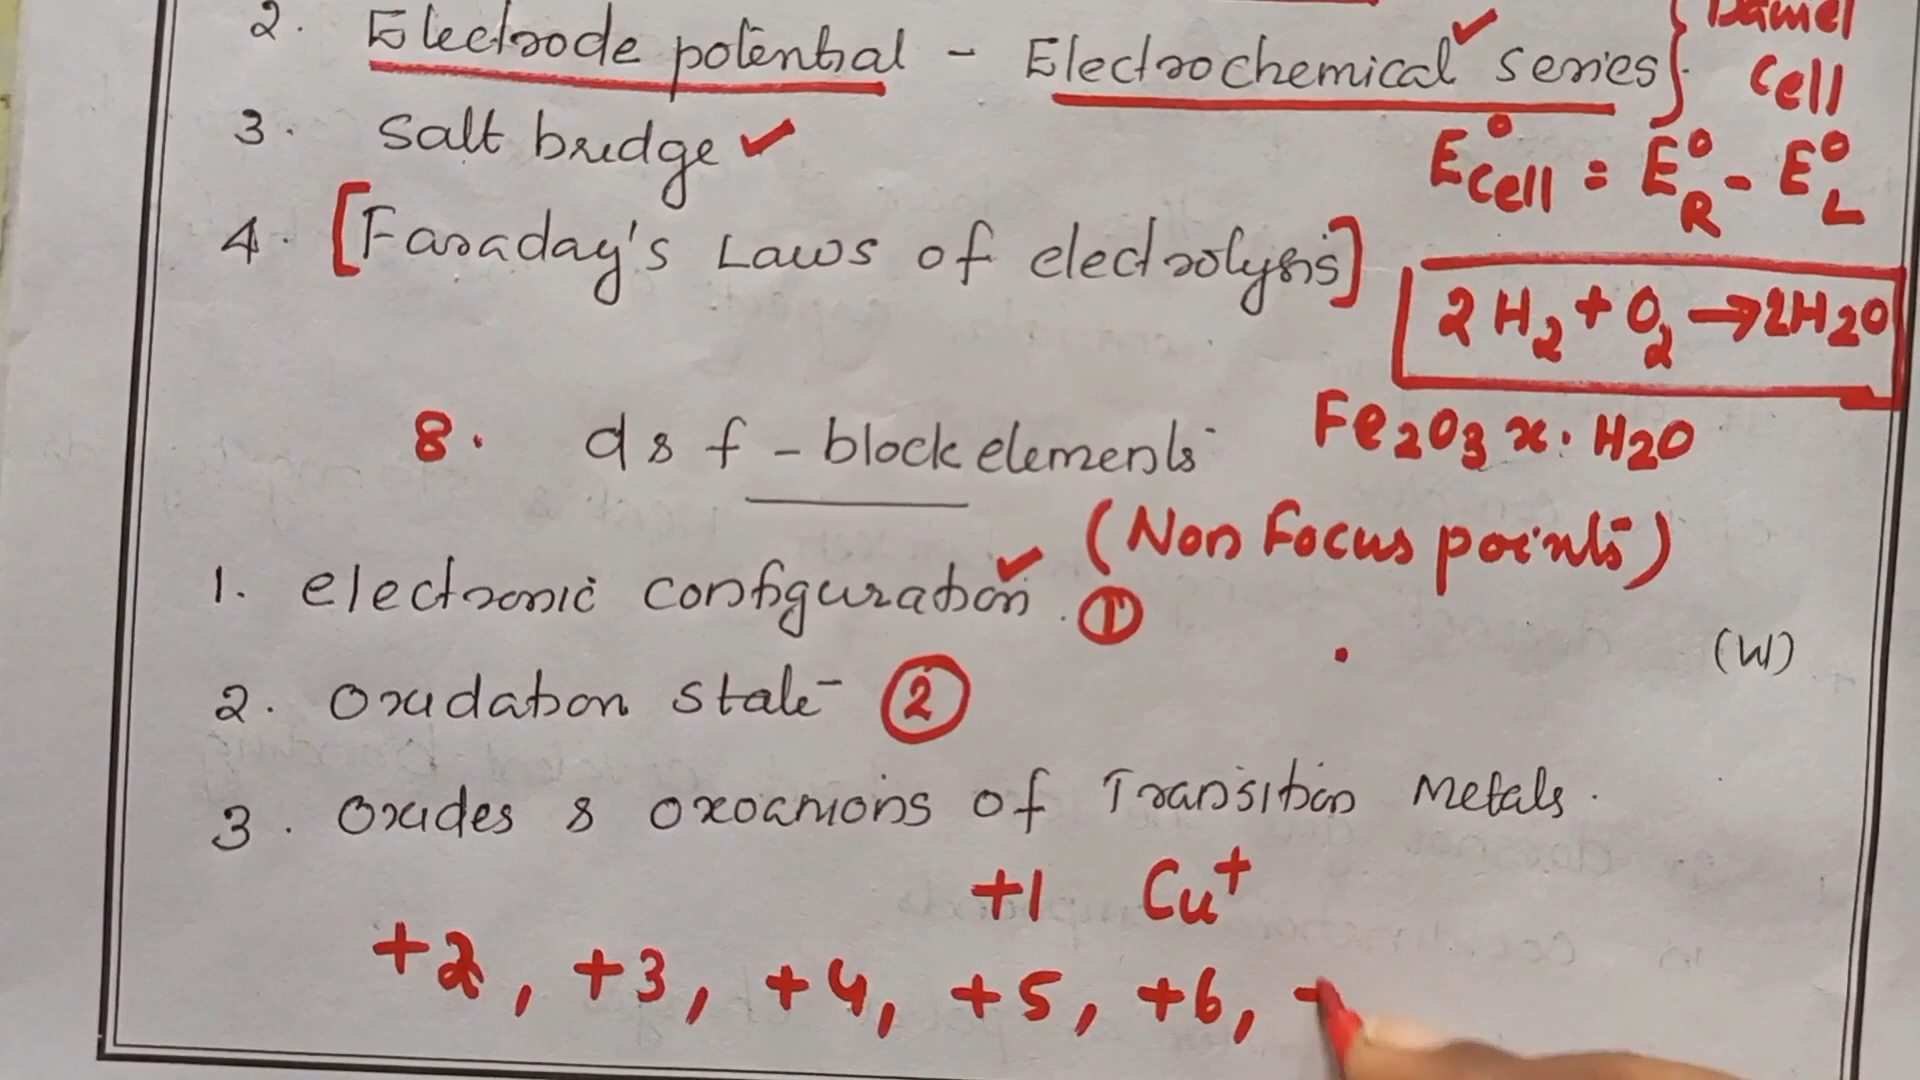 2. Electrode potential - Electrochemical series } Daniel
Cell
3. Salt bridge ✓
E°cell = E°R - E°L
4. [Faraday's Laws of electrolysis]
2H₂ + O₂ → 2H₂O
8. d & f - block elements
Fe₂O₃ x. H₂O
(Non Focus points)
1. electronic configuration. ①
(W)
2. Oxidation state ②
3. Oxides & oxoanions of Transition Metals.
+1 Cu⁺
+2, +3, +4, +5, +6,